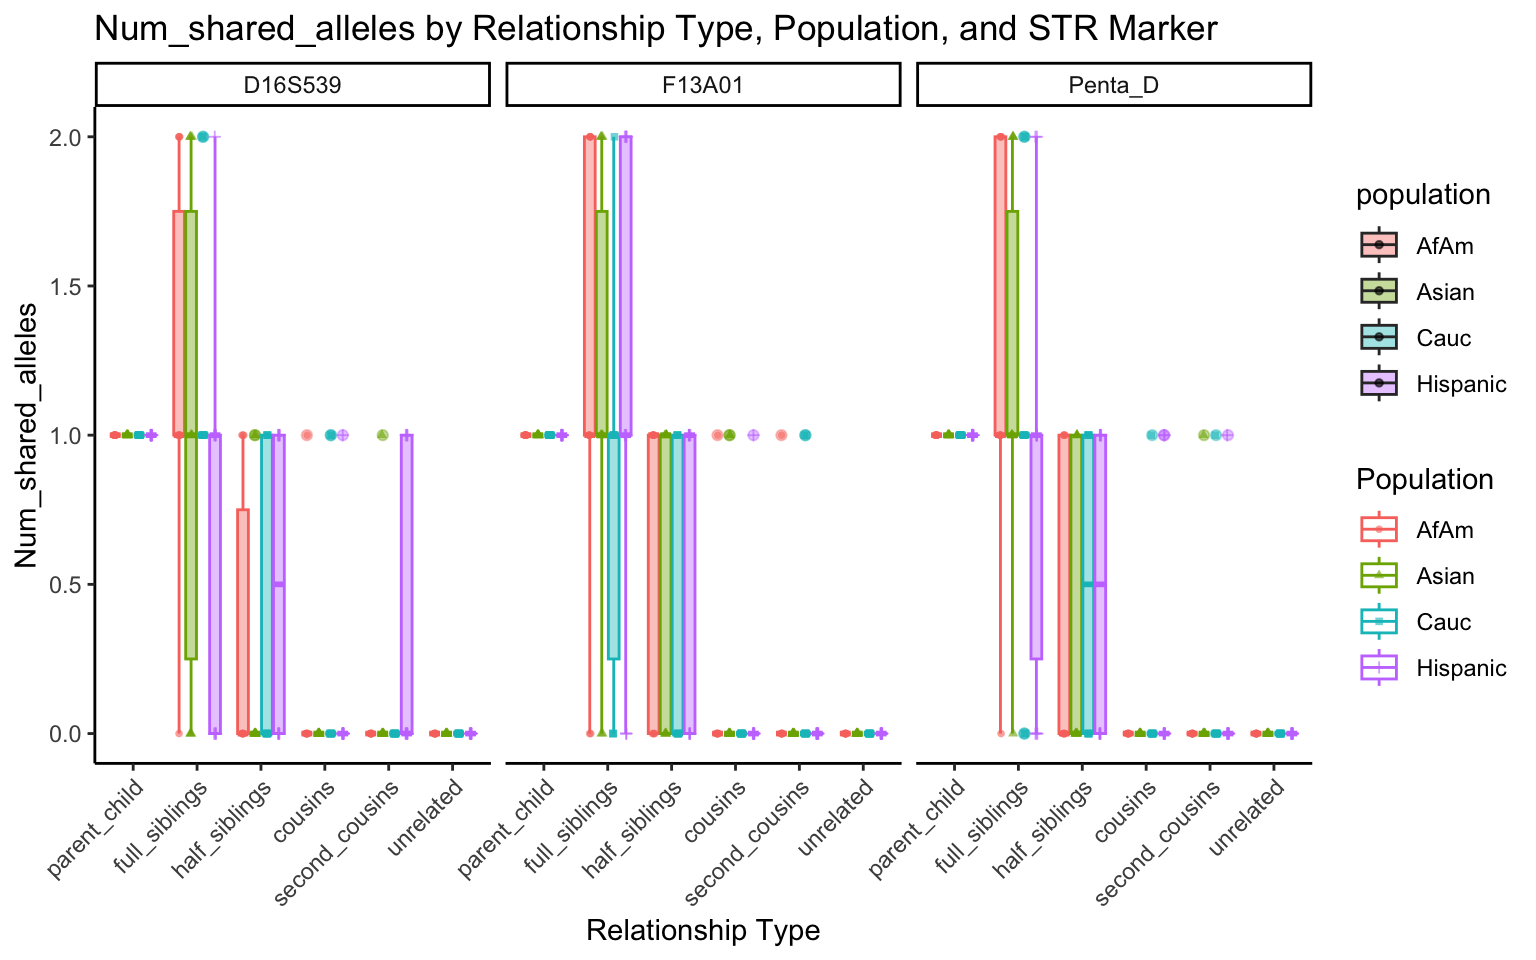 Num_shared_alleles by Relationship Type, Population, and STR Marker
D16S539
F13A01
Penta_D
Num_shared_alleles
2.0
1.5
1.0
0.5
0.0
parent_child
full_siblings
half_siblings
cousins
second_cousins
unrelated
parent_child
full_siblings
half_siblings
cousins
second_cousins
unrelated
parent_child
full_siblings
half_siblings
cousins
second_cousins
unrelated
Relationship Type
population
AfAm
Asian
Cauc
Hispanic
Population
AfAm
Asian
Cauc
Hispanic